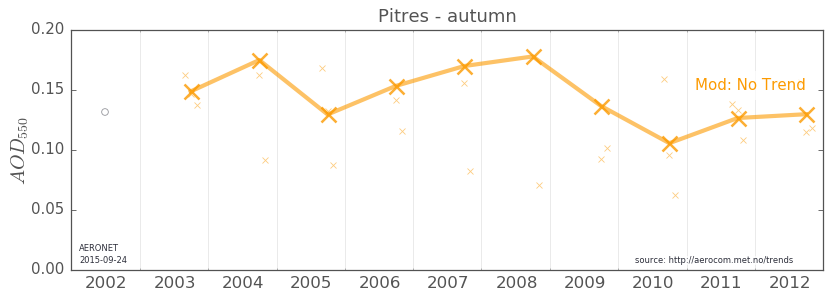 Pitres - autumn
0.20
0.15
0.10
0.05
0.00
AOD550
Mod: No Trend
AERONET
2015-09-24
source: http://aerocom.met.no/trends
2002 2003 2004 2005 2006 2007 2008 2009 2010 2011 2012